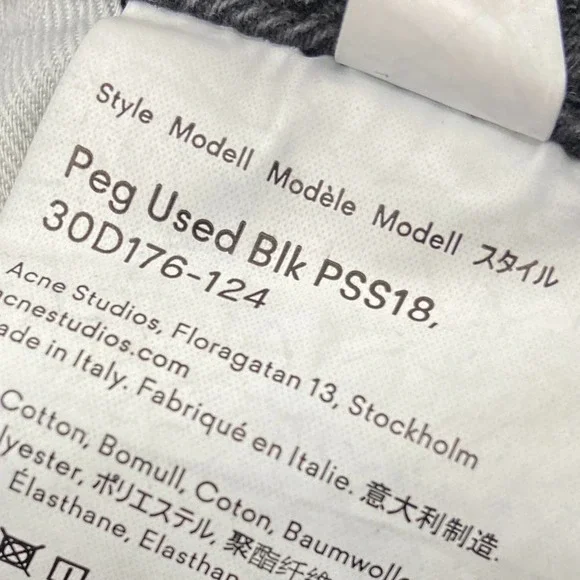 Style Modell Modèle Modell スタイル
Peg Used Blk PSS18,
30D176-124
Acne Studios, Floragatan 13, Stockholm
acnestudios.com
ade in Italy. Fabriqué en Italie. 意大利制造.
Cotton, Bomull, Coton, Baumwolle
lyester, ポリエステル, 聚酯纤维
Élasthane, Elasthan